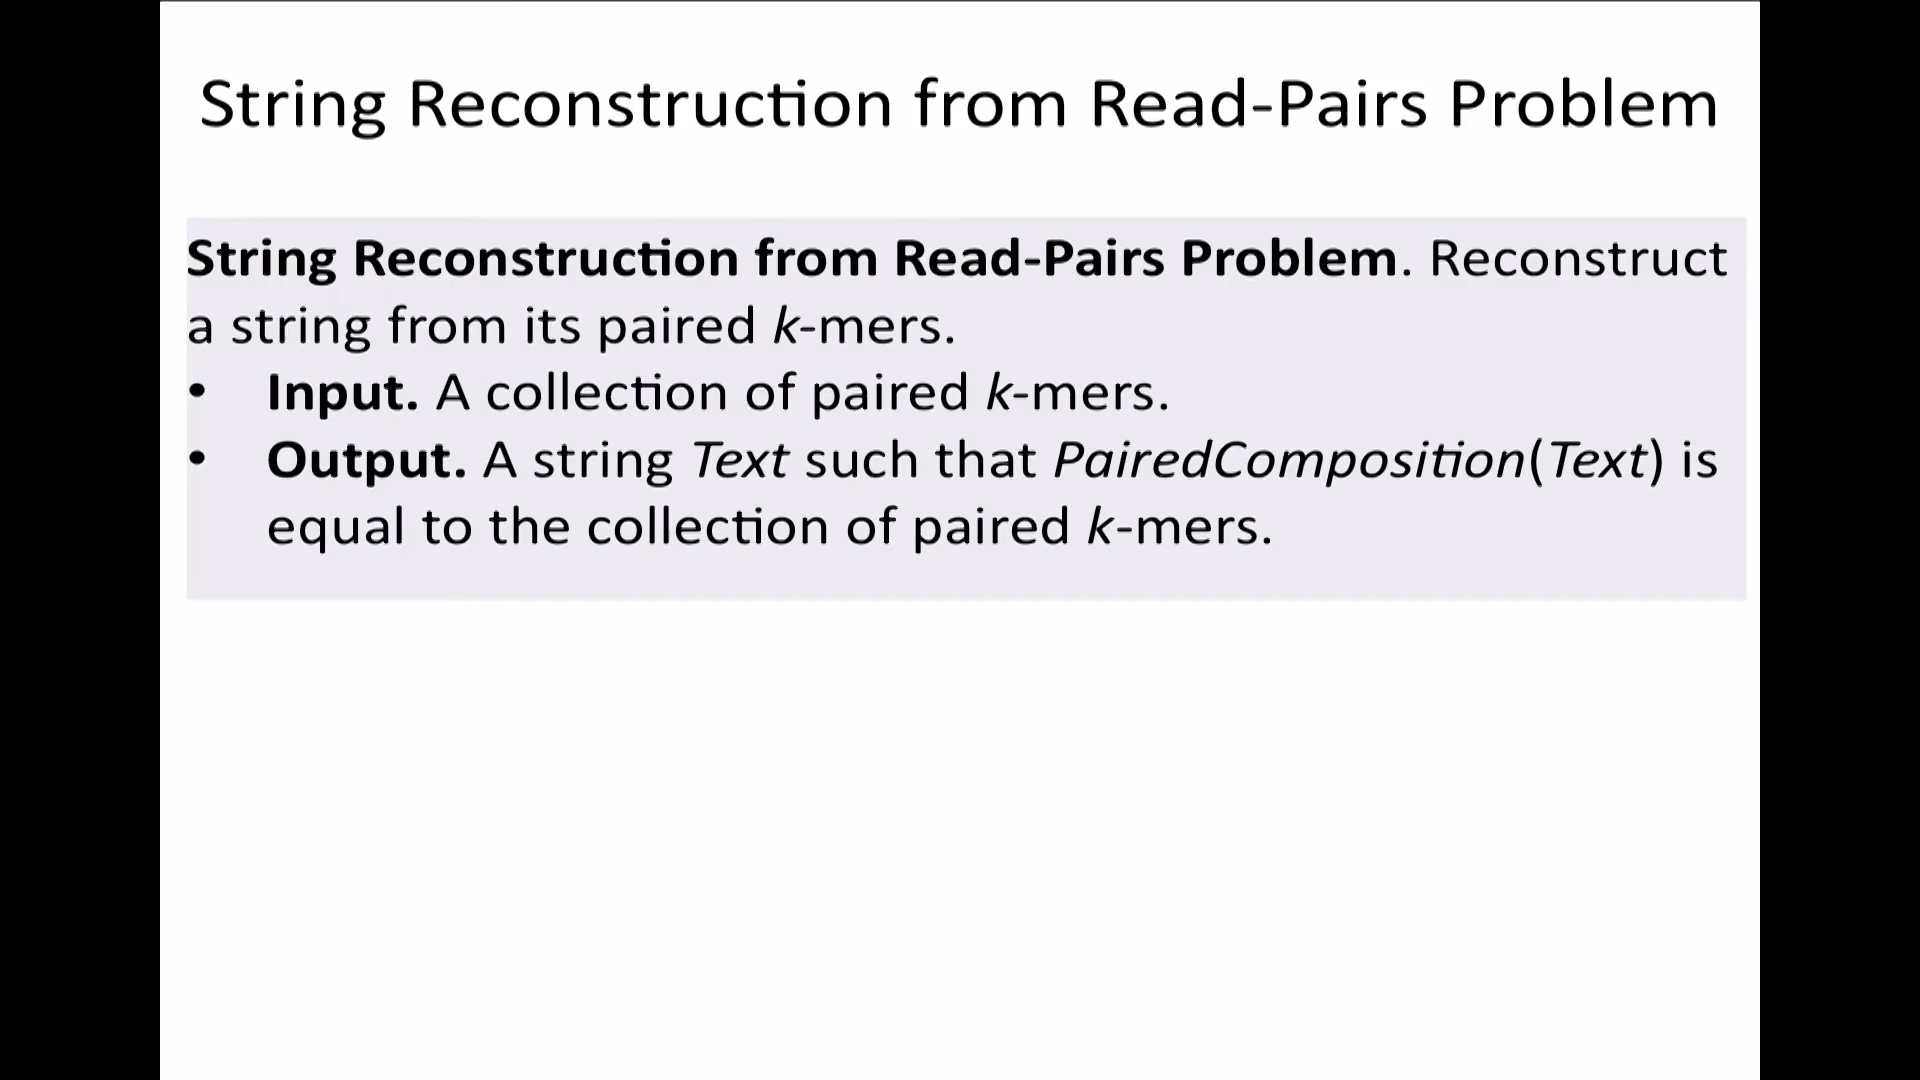 String Reconstruction from Read-Pairs Problem
String Reconstruction from Read-Pairs Problem. Reconstruct
a string from its paired k-mers.
• Input. A collection of paired k-mers.
• Output. A string Text such that PairedComposition(Text) is
equal to the collection of paired k-mers.